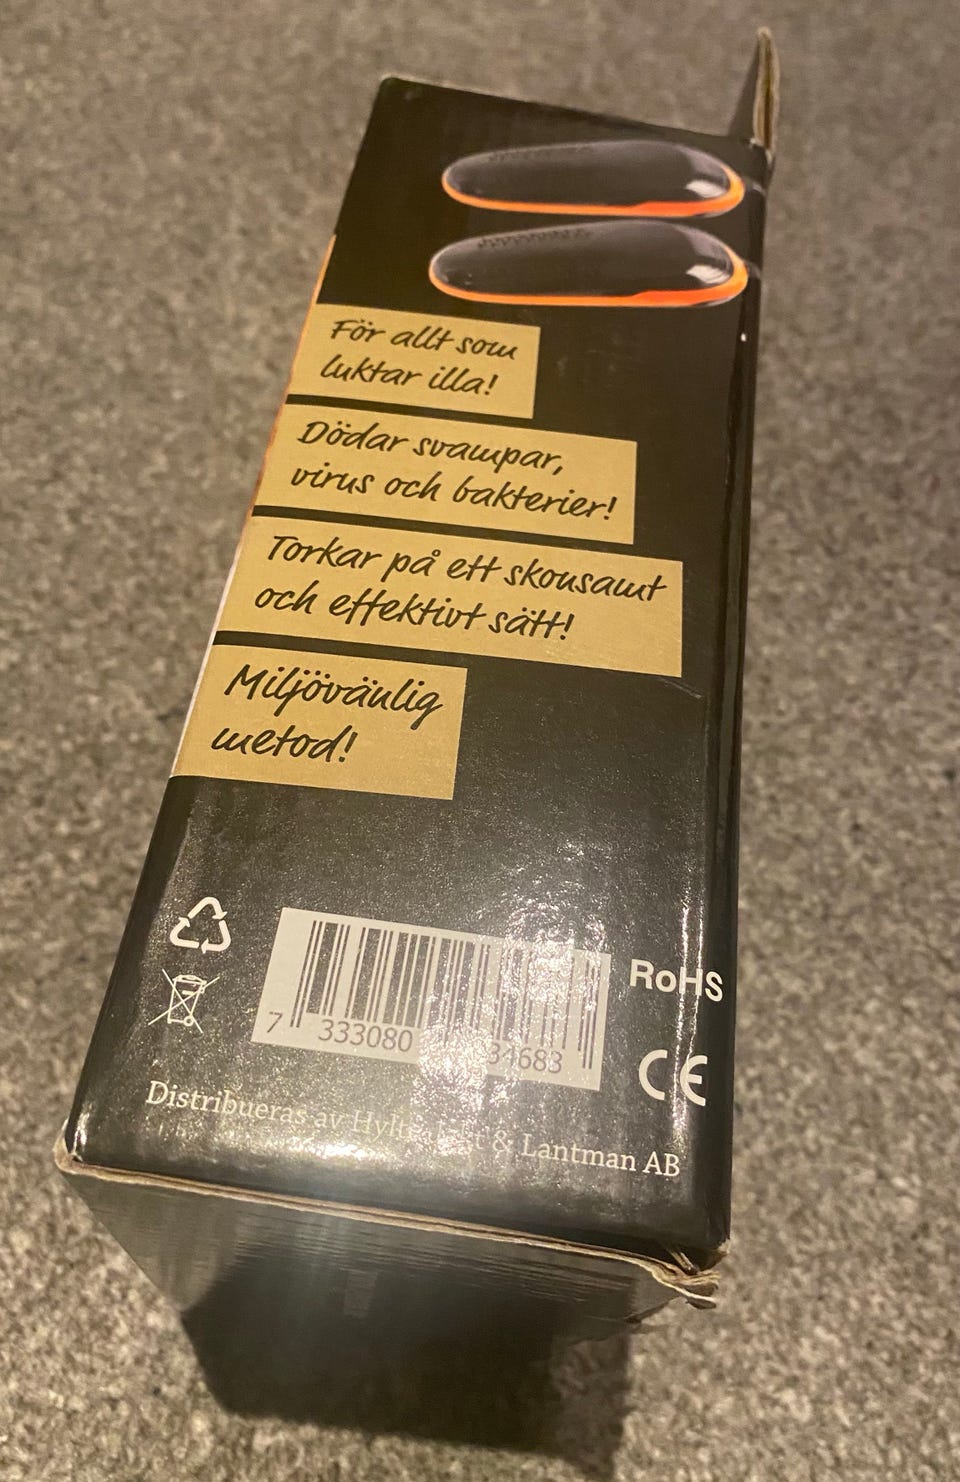 För allt som
luktar illa!
Dödar svampar,
virus och bakterier!
Torkar på ett skonsamt
och effektivt sätt!
Miljövänlig
metod!
RoHS
7 333080 31683
CE
Distribueras av & Lantman AB